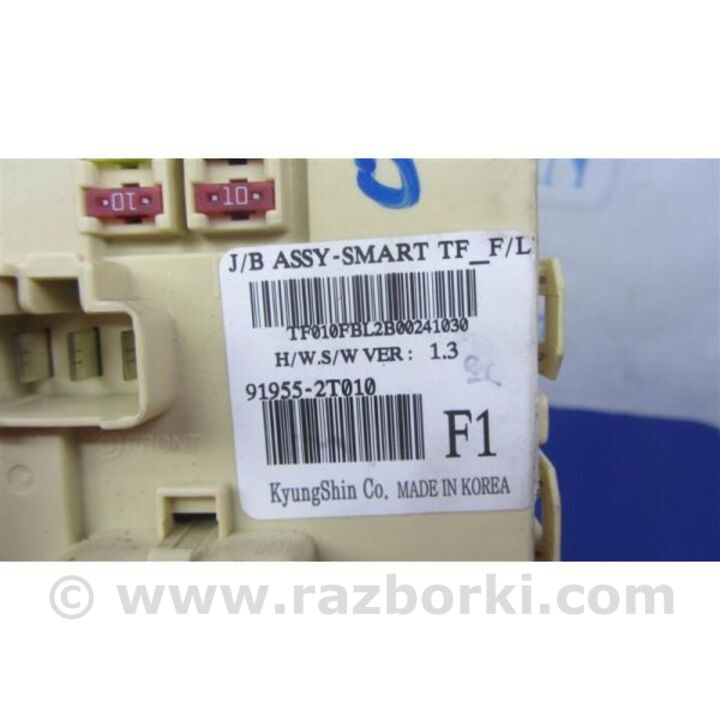 10
10
J/B ASSY-SMART TF_F/L
TF010FBL2B00241030
H/W.S/W VER : 1.3
91955-2T010
F1
KyungShin Co. MADE IN KOREA
FRONT
© www.razborki.com